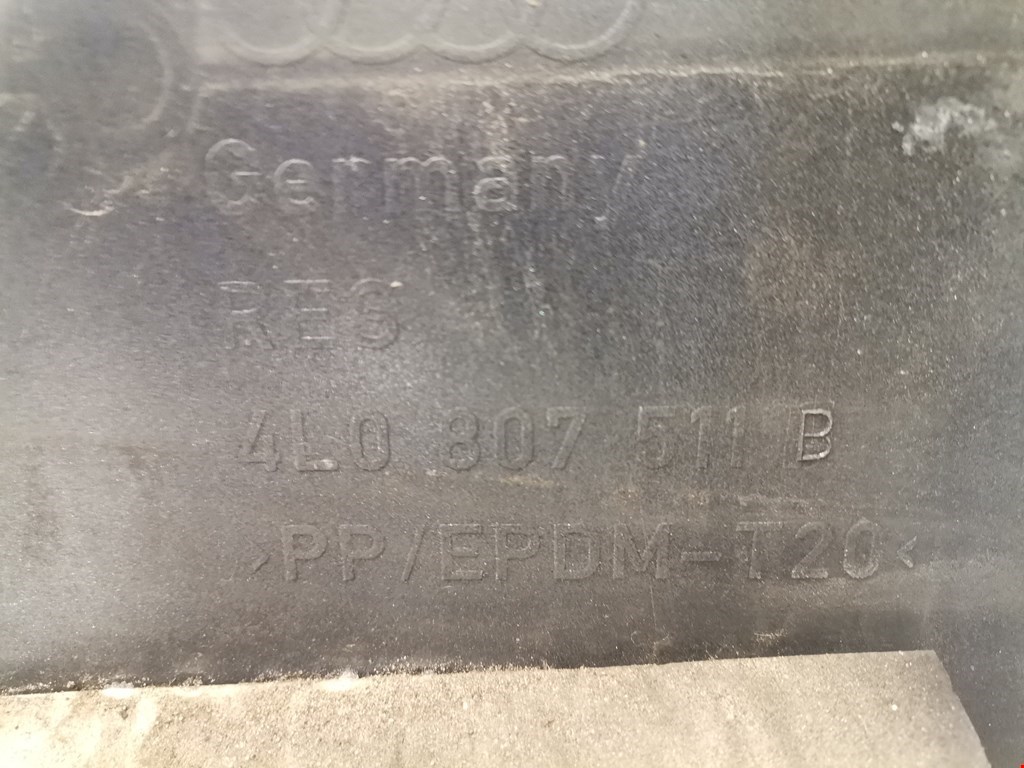 Germany
RES
4L0 807 511 B
>PP/EPDM-T20<